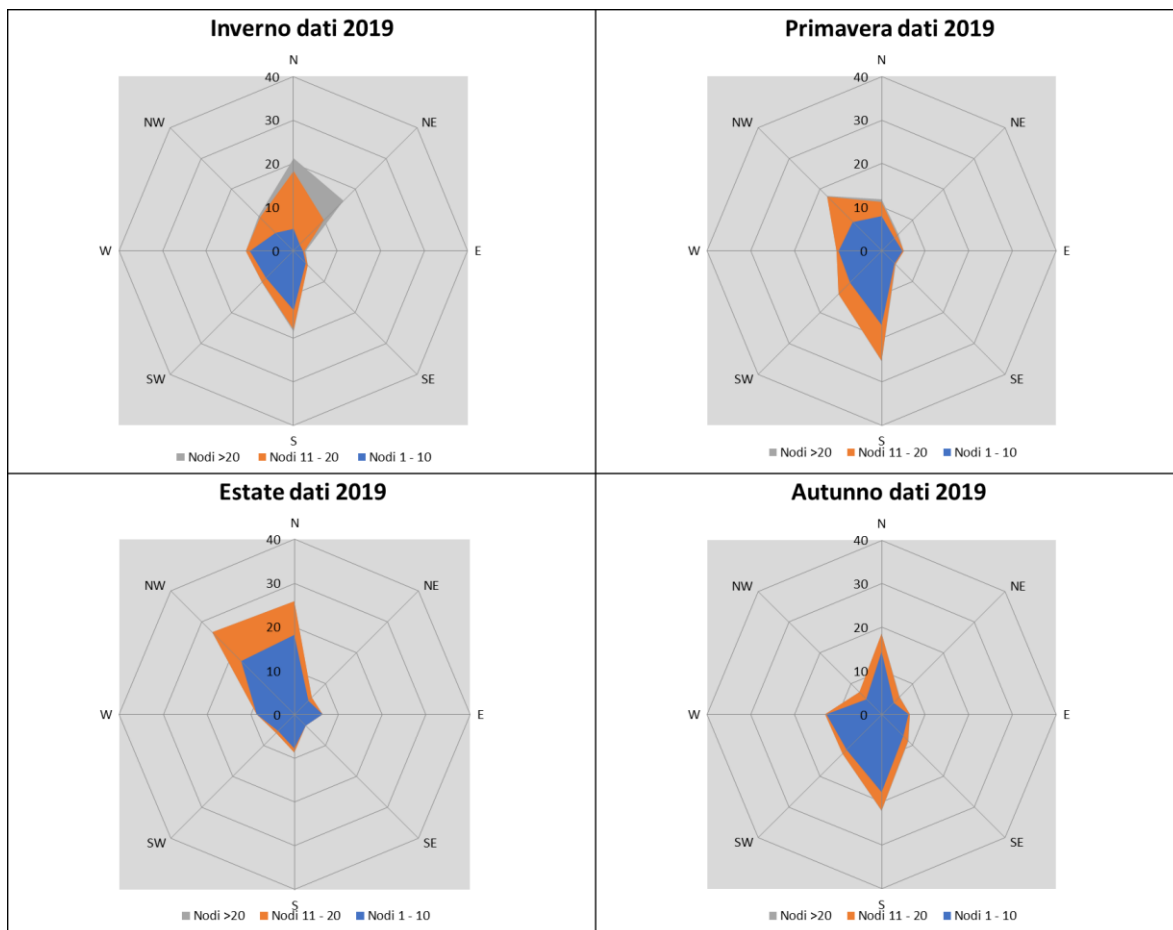 Inverno dati 2019
N
40
NW
30
NE
20
10
W
0
E
SW
SE
S
Nodi >20 Nodi 11 - 20 Nodi 1 - 10
Primavera dati 2019
N
40
NW
30
NE
20
10
W
0
E
SW
SE
S
Nodi >20 Nodi 11 - 20 Nodi 1 - 10
Estate dati 2019
N
40
NW
30
NE
20
10
W
0
E
SW
SE
S
Nodi >20 Nodi 11 - 20 Nodi 1 - 10
Autunno dati 2019
N
40
NW
30
NE
20
10
W
0
E
SW
SE
S
Nodi >20 Nodi 11 - 20 Nodi 1 - 10